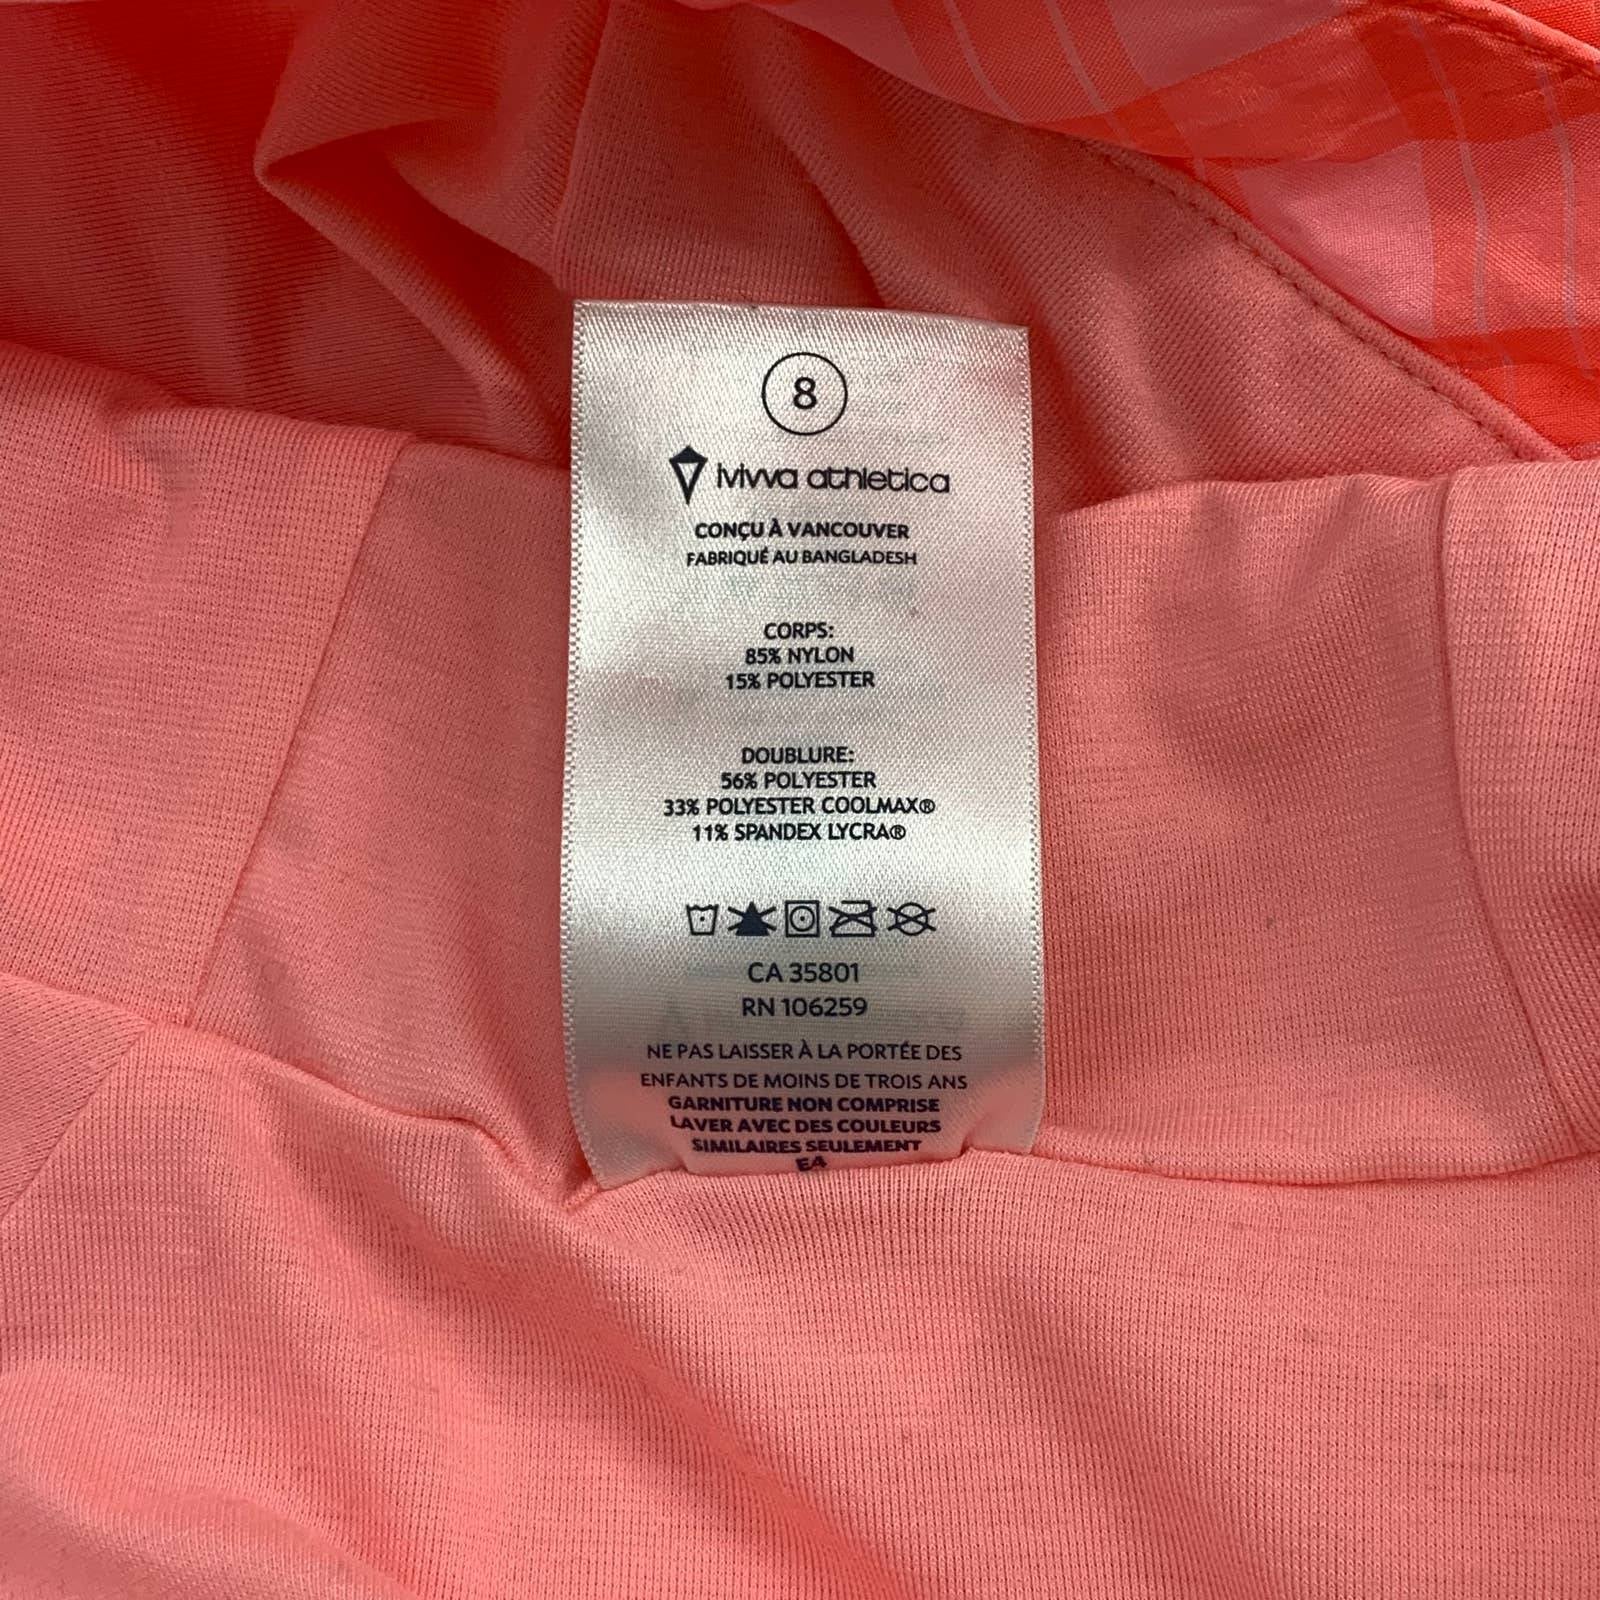 8
ivivva athletica
CONÇU À VANCOUVER
FABRIQUÉ AU BANGLADESH
CORPS:
85% NYLON
15% POLYESTER
DOUBLURE:
56% POLYESTER
33% POLYESTER COOLMAX®
11% SPANDEX LYCRA®
CA 35801
RN 106259
NE PAS LAISSER À LA PORTÉE DES
ENFANTS DE MOINS DE TROIS ANS
GARNITURE NON COMPRISE
LAVER AVEC DES COULEURS
SIMILAIRES SEULEMENT
E4